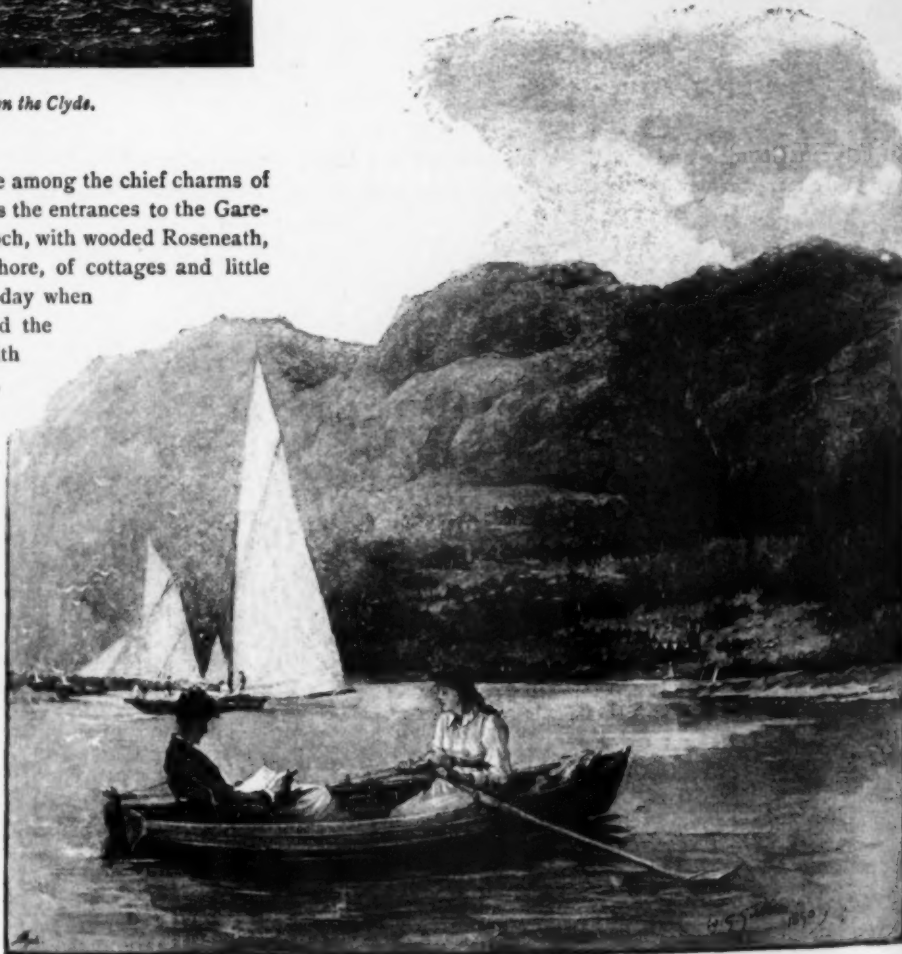 n the Clyde.
e among the chief charms of
s the entrances to the Gare-
och, with wooded Roseneath,
hore, of cottages and little
day when
d the
th
1890